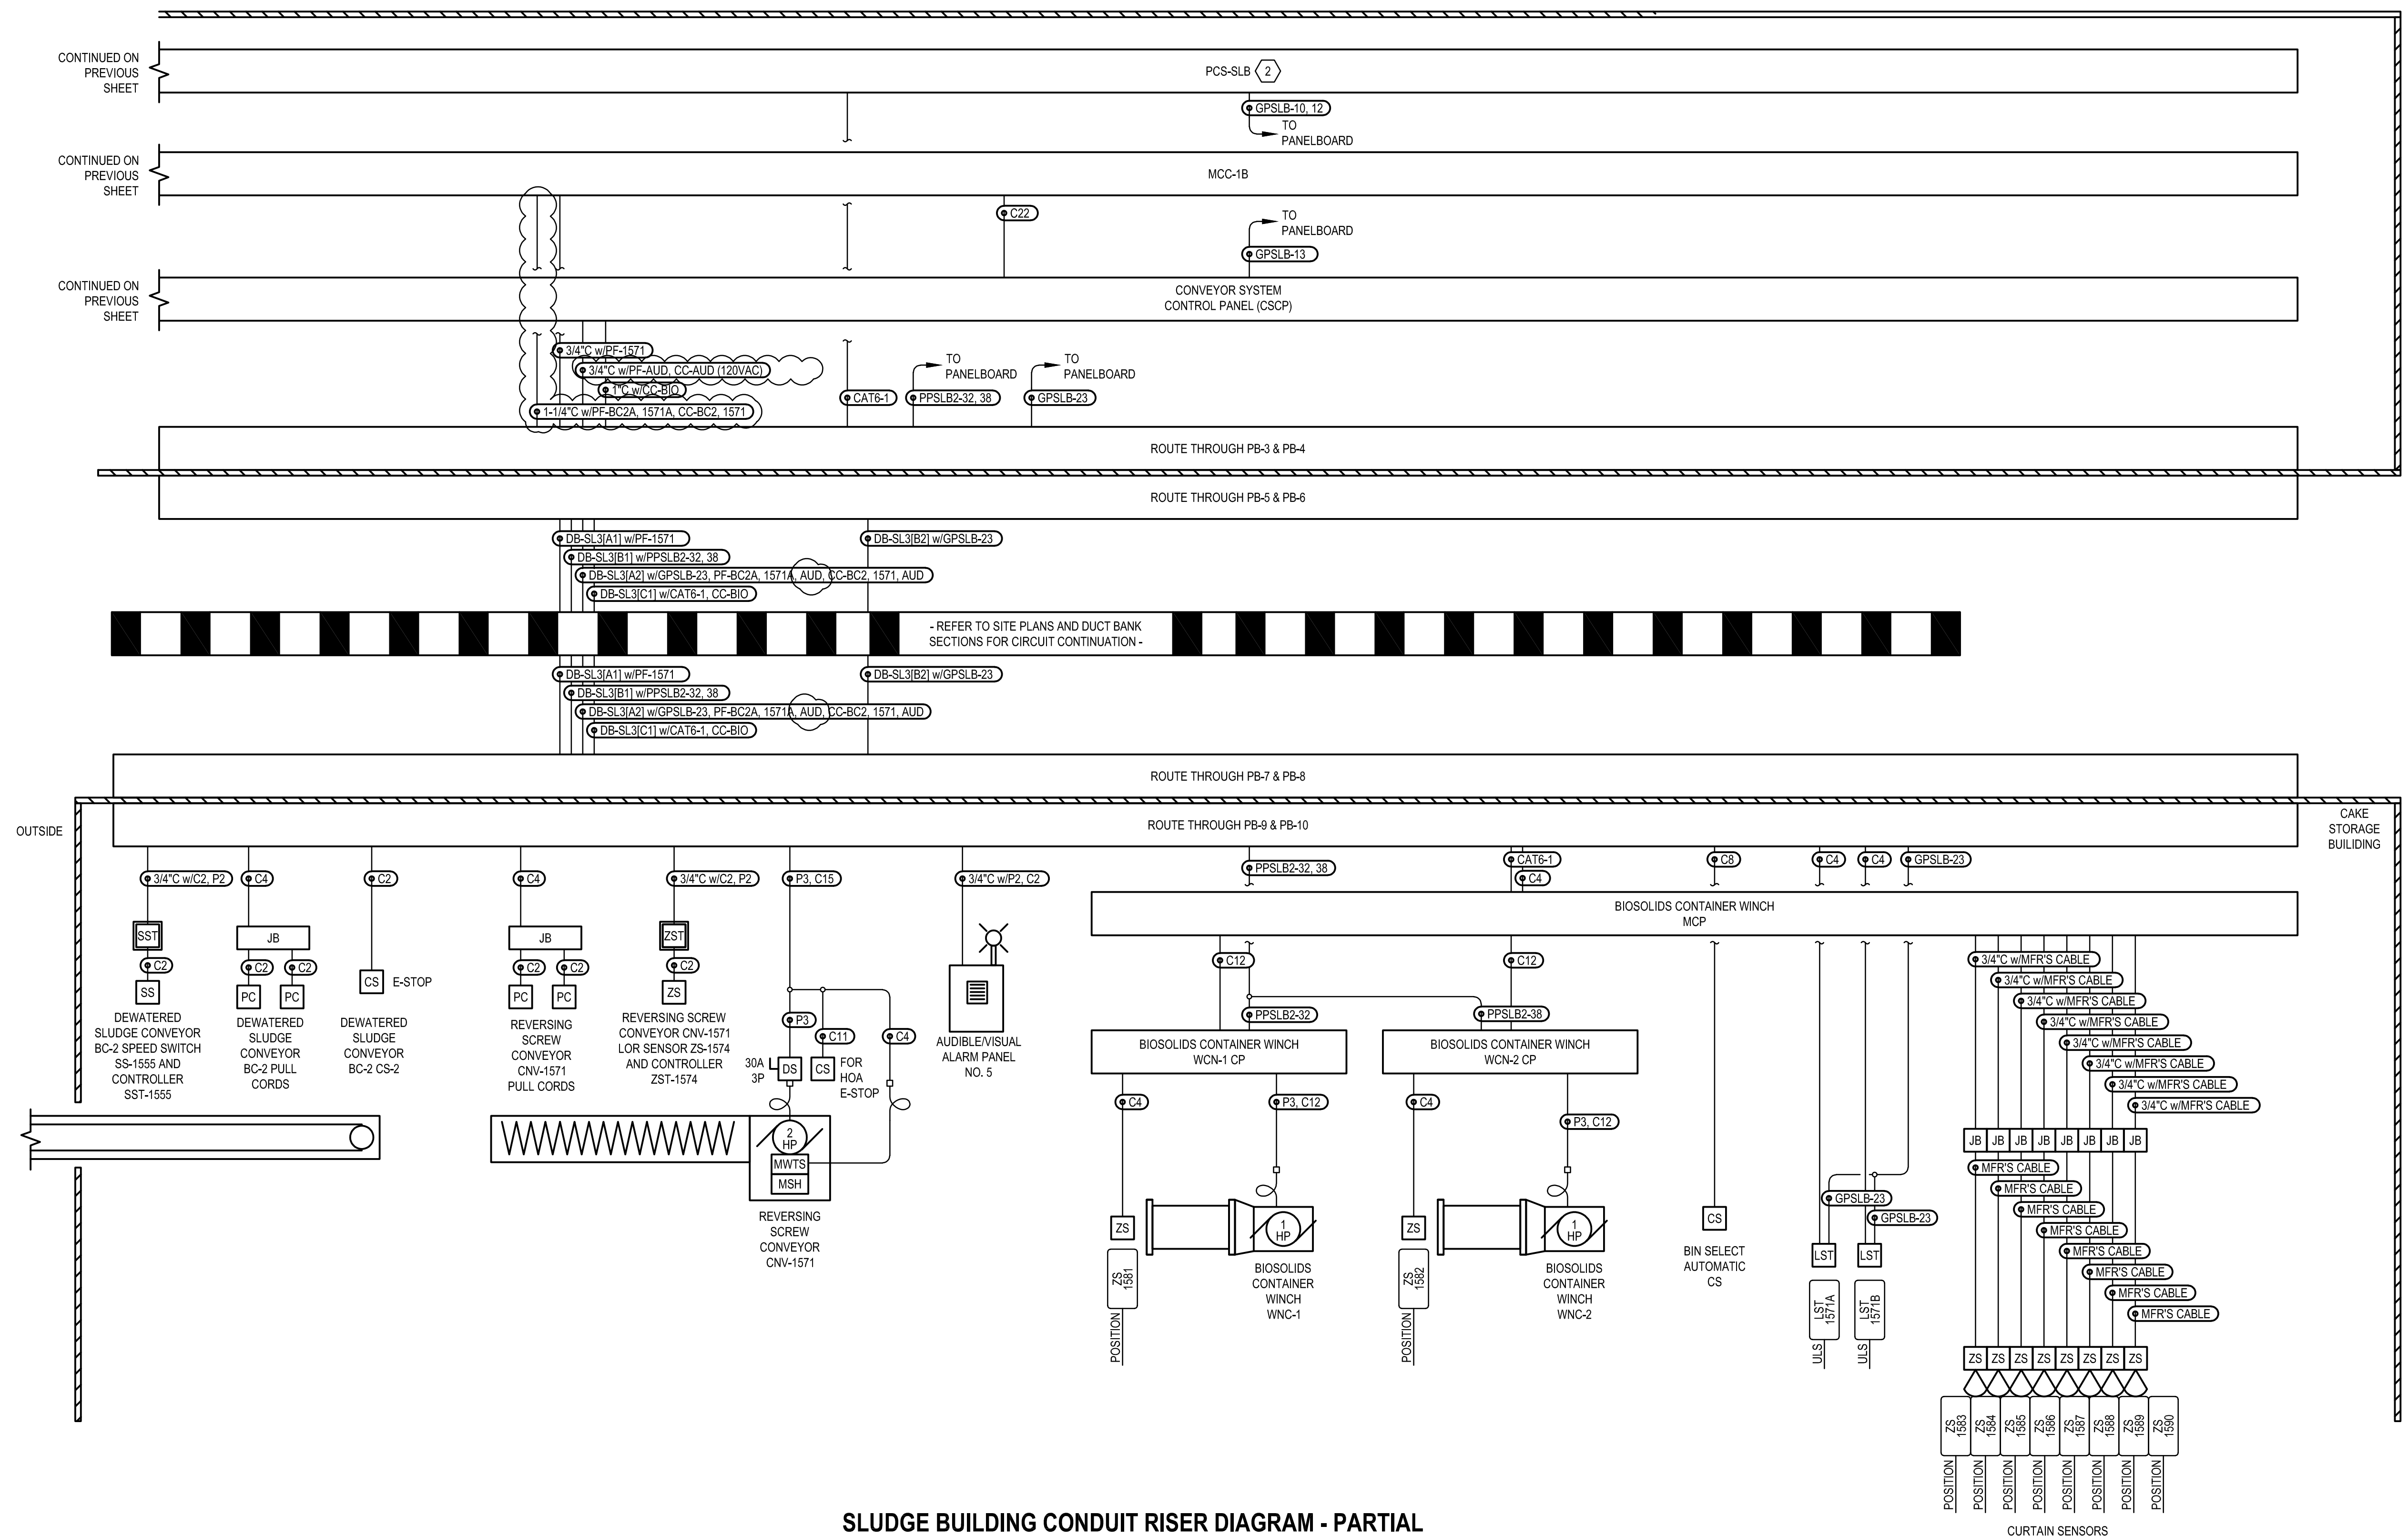 CONTINUED ON
PREVIOUS
SHEET
PCS-SLB 2
GPSLB-10, 12
TO
PANELBOARD
CONTINUED ON
PREVIOUS
SHEET
MCC-1B
C22
TO
PANELBOARD
GPSLB-13
CONTINUED ON
PREVIOUS
SHEET
CONVEYOR SYSTEM
CONTROL PANEL (CSCP)
3/4"C w/PF-1571
3/4"C w/PF-AUD, CC-AUD (120VAC)
1"C w/CC-BIO
1-1/4"C w/PF-BC2A, 1571A, CC-BC2, 1571
CAT6-1
TO
PANELBOARD
PPSLB2-32, 38
TO
PANELBOARD
GPSLB-23
ROUTE THROUGH PB-3 & PB-4
ROUTE THROUGH PB-5 & PB-6
DB-SL3[A1] w/PF-1571
DB-SL3[B2] w/GPSLB-23
DB-SL3[B1] w/PPSLB2-32, 38
DB-SL3[A2] w/GPSLB-23, PF-BC2A, 1571A, AUD, CC-BC2, 1571, AUD
DB-SL3[C1] w/CAT6-1, CC-BIO
- REFER TO SITE PLANS AND DUCT BANK
SECTIONS FOR CIRCUIT CONTINUATION -
DB-SL3[A1] w/PF-1571
DB-SL3[B2] w/GPSLB-23
DB-SL3[B1] w/PPSLB2-32, 38
DB-SL3[A2] w/GPSLB-23, PF-BC2A, 1571A, AUD, CC-BC2, 1571, AUD
DB-SL3[C1] w/CAT6-1, CC-BIO
ROUTE THROUGH PB-7 & PB-8
OUTSIDE
ROUTE THROUGH PB-9 & PB-10
CAKE
STORAGE
BUILIDING
3/4"C w/C2, P2
SST
C2
SS
DEWATERED
SLUDGE CONVEYOR
BC-2 SPEED SWITCH
SS-1555 AND
CONTROLLER
SST-1555
C4
JB
C2
C2
PC
PC
DEWATERED
SLUDGE
CONVEYOR
BC-2 PULL
CORDS
C2
CS
E-STOP
DEWATERED
SLUDGE
CONVEYOR
BC-2 CS-2
C4
JB
C2
C2
PC
PC
REVERSING
SCREW
CONVEYOR
CNV-1571
PULL CORDS
3/4"C w/C2, P2
ZST
C2
ZS
REVERSING SCREW
CONVEYOR CNV-1571
LOR SENSOR ZS-1574
AND CONTROLLER
ZST-1574
P3, C15
P3
C11
C4
30A
3P
DS
CS
FOR
HOA
E-STOP
2
HP
MWTS
MSH
REVERSING
SCREW
CONVEYOR
CNV-1571
3/4"C w/P2, C2
AUDIBLE/VISUAL
ALARM PANEL
NO. 5
PPSLB2-32, 38
CAT6-1
C4
C8
C4
C4
GPSLB-23
BIOSOLIDS CONTAINER WINCH
MCP
C12
PPSLB2-32
C12
PPSLB2-38
BIOSOLIDS CONTAINER WINCH
WCN-1 CP
BIOSOLIDS CONTAINER WINCH
WCN-2 CP
C4
P3, C12
C4
P3, C12
ZS
1
HP
ZS
1581
POSITION
BIOSOLIDS
CONTAINER
WINCH
WNC-1
ZS
1
HP
ZS
1582
POSITION
BIOSOLIDS
CONTAINER
WINCH
WNC-2
CS
BIN SELECT
AUTOMATIC
CS
GPSLB-23
GPSLB-23
LST
LST
LST
1571A
LST
1571B
ULS
ULS
3/4"C w/MFR'S CABLE
3/4"C w/MFR'S CABLE
3/4"C w/MFR'S CABLE
3/4"C w/MFR'S CABLE
3/4"C w/MFR'S CABLE
3/4"C w/MFR'S CABLE
3/4"C w/MFR'S CABLE
3/4"C w/MFR'S CABLE
JB JB JB JB JB JB JB JB
MFR'S CABLE
MFR'S CABLE
MFR'S CABLE
MFR'S CABLE
MFR'S CABLE
MFR'S CABLE
MFR'S CABLE
MFR'S CABLE
ZS ZS ZS ZS ZS ZS ZS ZS
ZS
1583
ZS
1584
ZS
1585
ZS
1586
ZS
1587
ZS
1588
ZS
1589
ZS
1590
POSITION
POSITION
POSITION
POSITION
POSITION
POSITION
POSITION
POSITION
CURTAIN SENSORS
SLUDGE BUILDING CONDUIT RISER DIAGRAM - PARTIAL